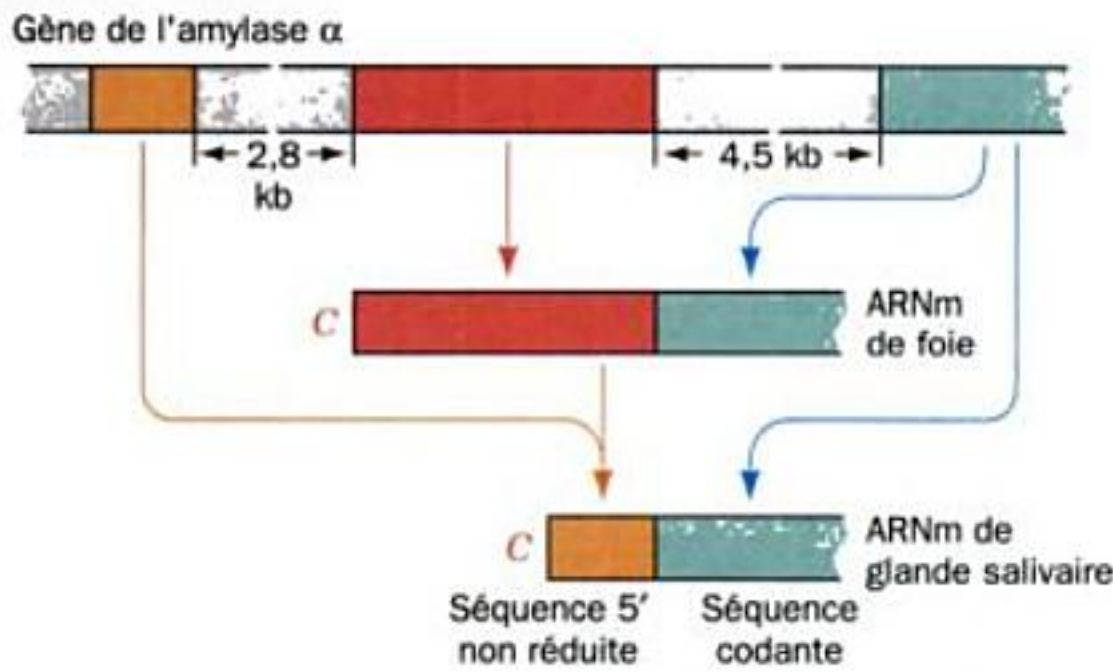 Gène de l'amylase α
2,8
kb
4,5 kb
C
ARNm
de foie
C
ARNm de
glande salivaire
Séquence 5′
non réduite
Séquence
codante